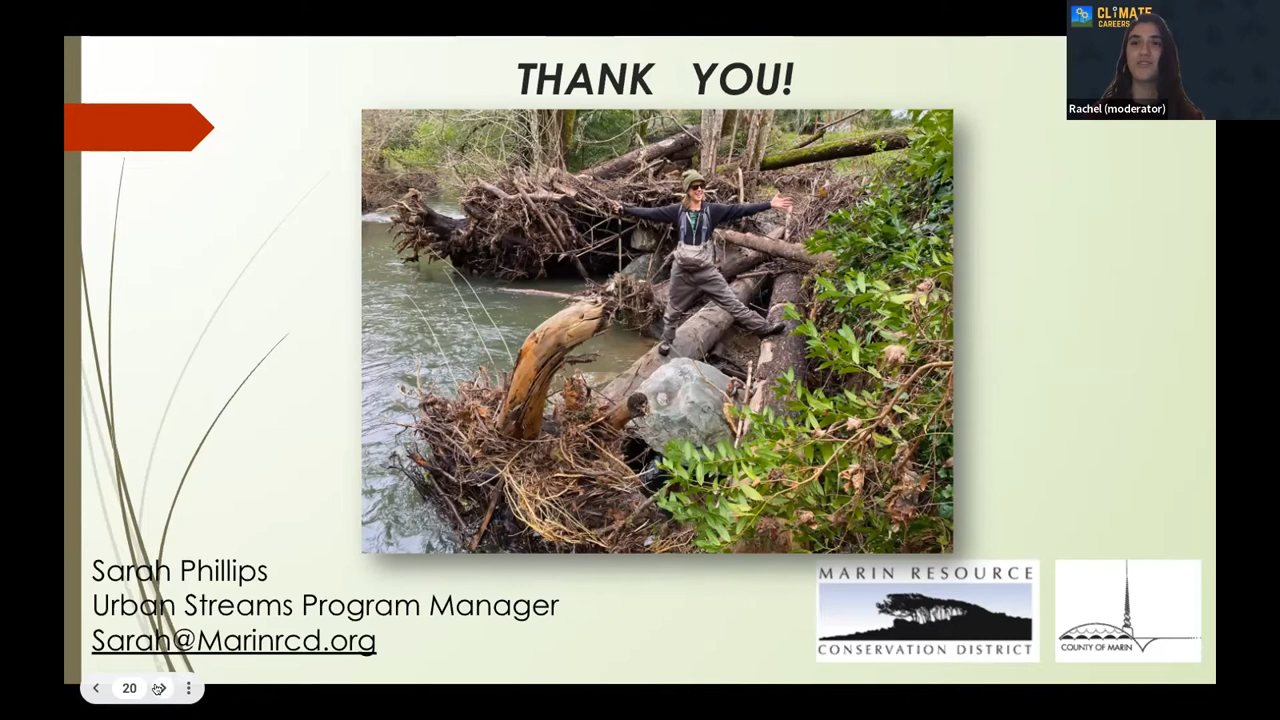 CLiMATE
CAREERS
Rachel (moderator)
THANK YOU!
Sarah Phillips
Urban Streams Program Manager
Sarah@Marinrcd.org
MARIN RESOURCE
CONSERVATION DISTRICT
COUNTY OF MARIN
20